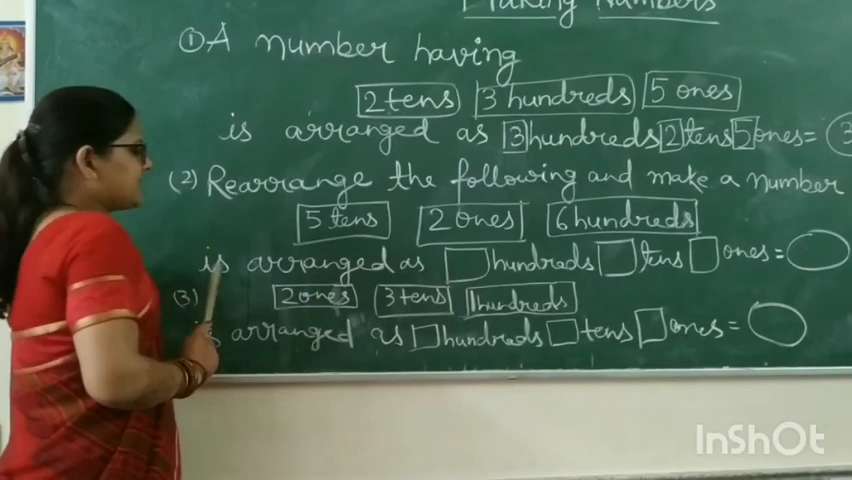 Making Numbers
① A number having
2 tens 3 hundreds 5 ones
is arranged as 3 hundreds 2 tens 5 ones = 3
(2) Rearrange the following and make a number
5 tens 2 ones 6 hundreds
is arranged as hundreds tens ones =
(3) 2 ones 3 tens 1 hundreds
is arranged as hundreds tens ones =
InShOt